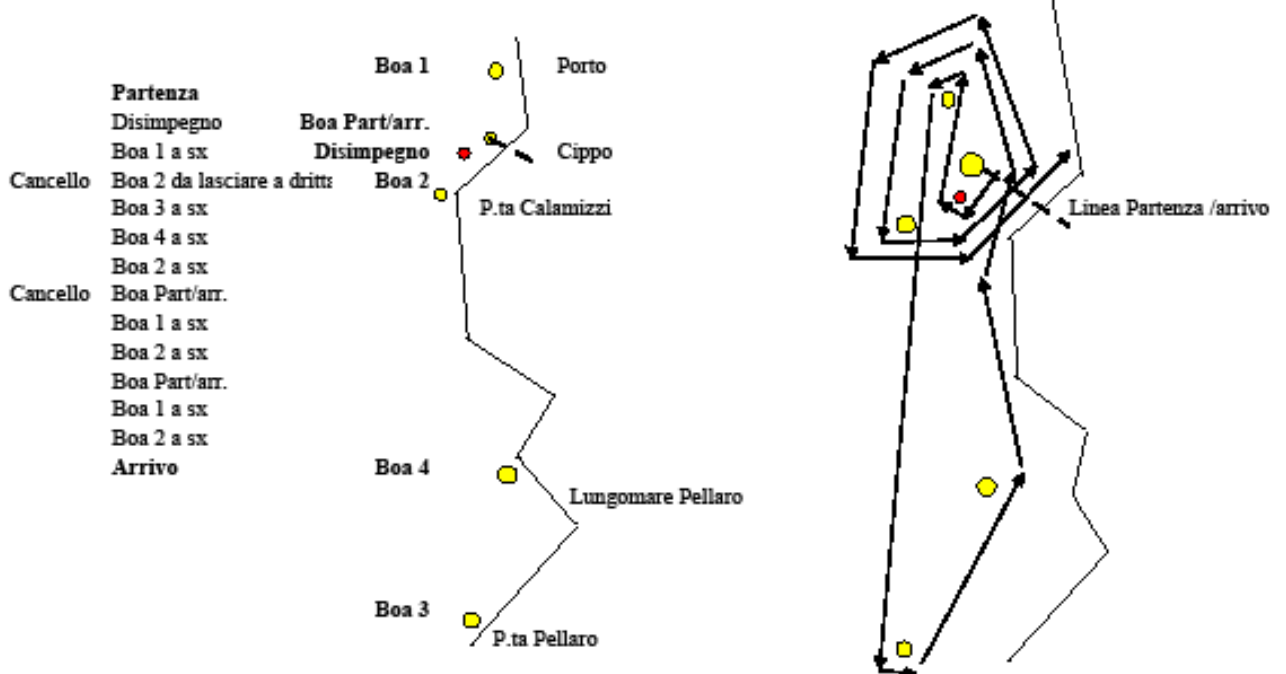 Boa 1 Porto
Partenza
Disimpegno Boa Part/arr.
Boa 1 a sx Disimpegno Cippo
Cancello Boa 2 da lasciare a dritta Boa 2
P.ta Calamizzi Linea Partenza /arrivo
Boa 3 a sx
Boa 4 a sx
Boa 2 a sx
Cancello Boa Part/arr.
Boa 1 a sx
Boa 2 a sx
Boa Part/arr.
Boa 1 a sx
Boa 2 a sx
Arrivo Boa 4
Lungomare Pellaro
Boa 3
P.ta Pellaro